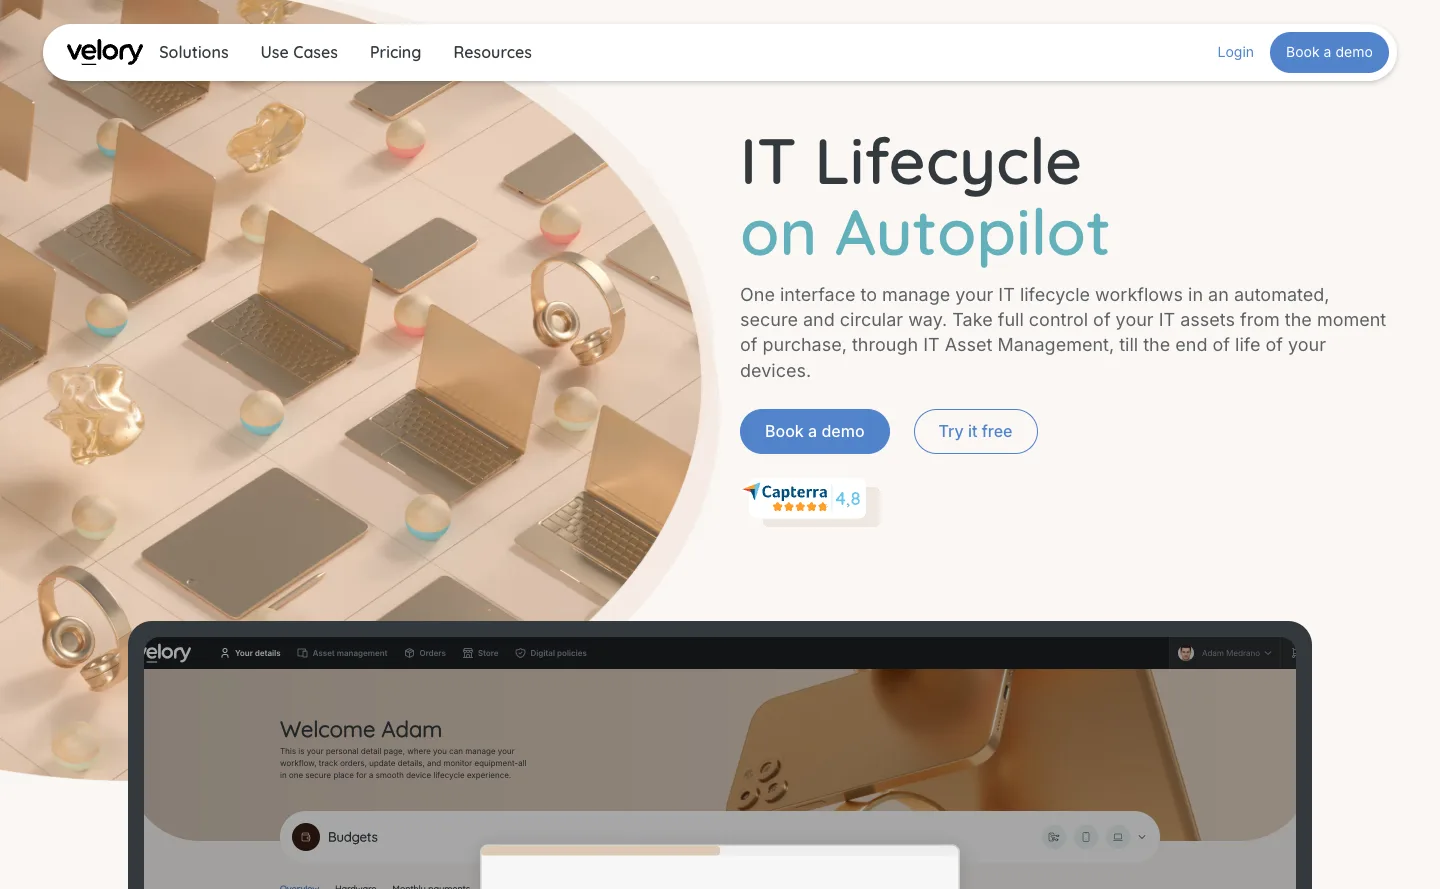 velory Solutions Use Cases Pricing Resources Login Book a demo
IT Lifecycle
on Autopilot
One interface to manage your IT lifecycle workflows in an automated,
secure and circular way. Take full control of your IT assets from the moment
of purchase, through IT Asset Management, till the end of life of your
devices.
Book a demo Try it free
Capterra 4,8
velory Your details Asset management Orders Store Digital policies Adam Medrano
Welcome Adam
This is your personal detail page, where you can manage your
workflow, track orders, update details, and monitor equipment-all
in one secure place for a smooth device lifecycle experience.
Budgets
Overview Hardware Monthly payments